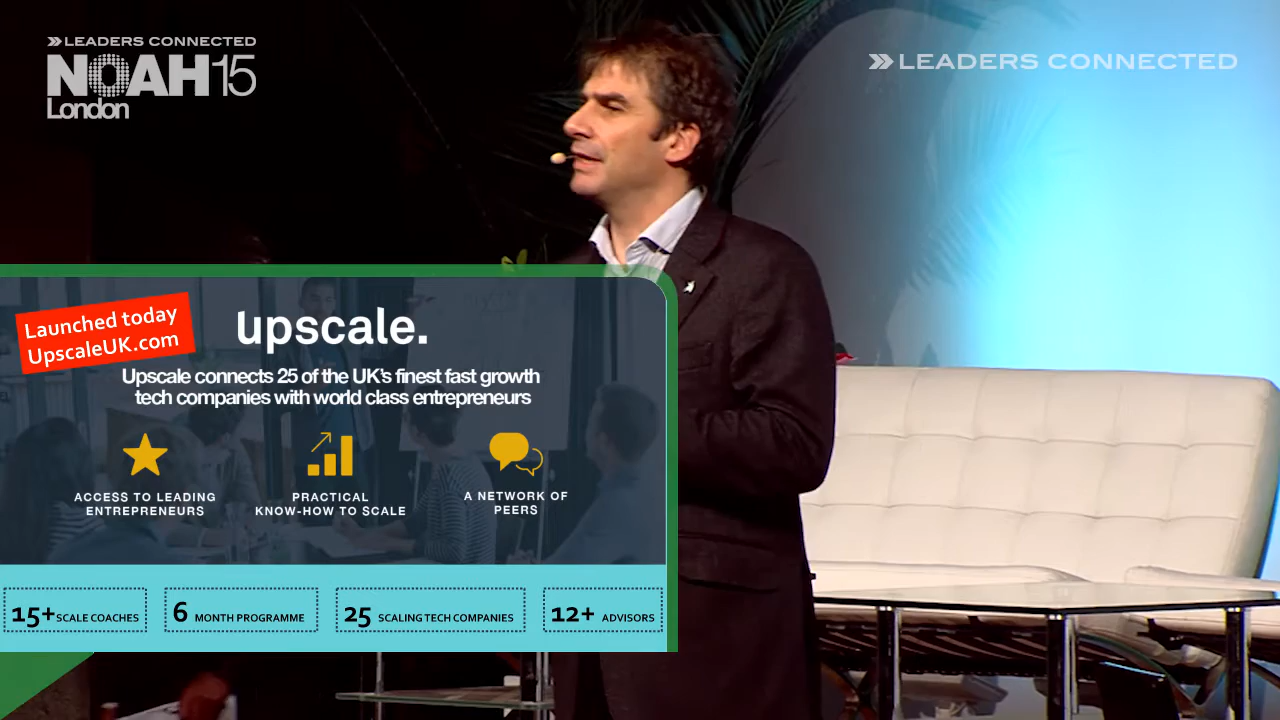 LEADERS CONNECTED
NOAH15
London
LEADERS CONNECTED
Launched today
UpscaleUK.com
upscale.
Upscale connects 25 of the UK's finest fast growth
tech companies with world class entrepreneurs
ACCESS TO LEADING
ENTREPRENEURS
PRACTICAL
KNOW-HOW TO SCALE
A NETWORK OF
PEERS
15+ SCALE COACHES
6 MONTH PROGRAMME
25 SCALING TECH COMPANIES
12+ ADVISORS